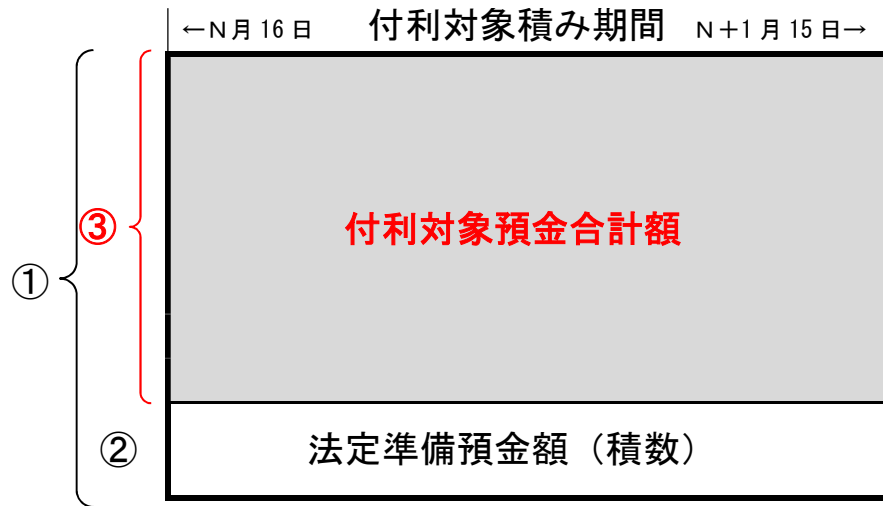 ←N月16日 付利対象積み期間 N+1月15日→
③ 付利対象預金合計額
①
② 法定準備預金額（積数）